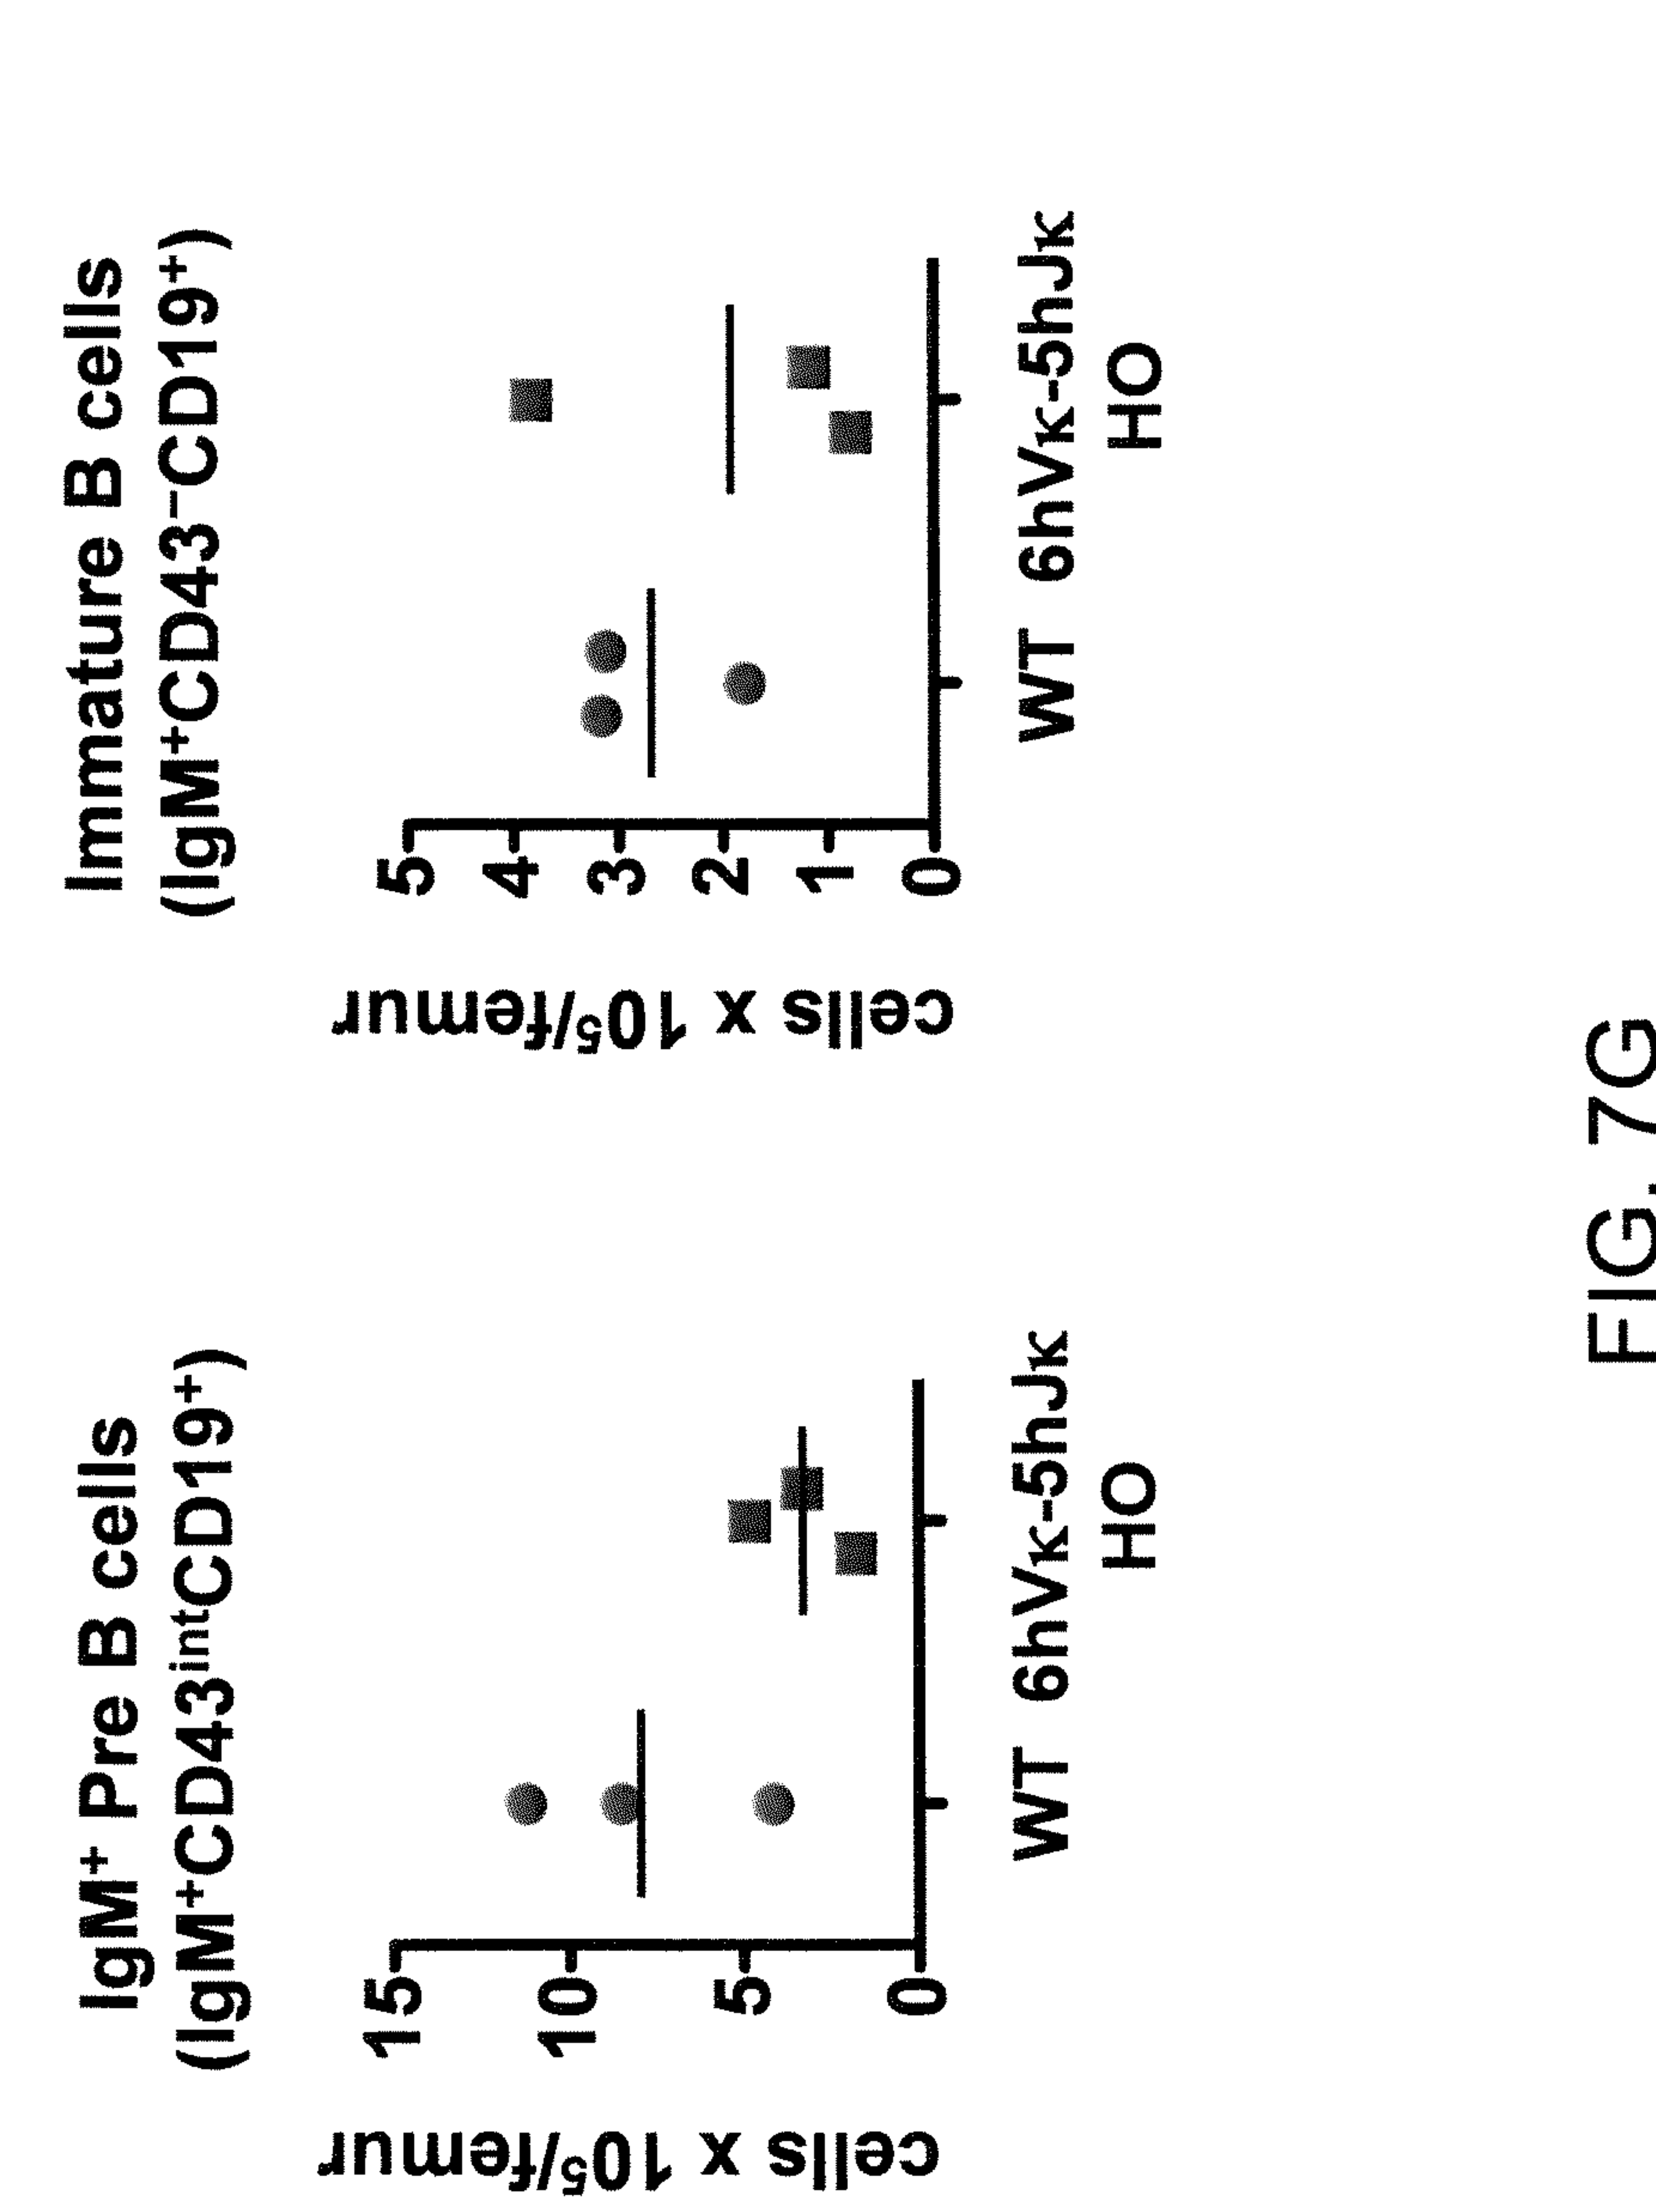 IgM⁺ Pre B cells
(IgM⁺CD43ⁱⁿᵗCD19⁺)
cells x 10⁵/femur
15
10
5
0
WT 6hVκ-5hJκ
HO
Immature B cells
(IgM⁺CD43⁻CD19⁺)
cells x 10⁵/femur
5
4
3
2
1
0
WT 6hVκ-5hJκ
HO
FIG. 7G